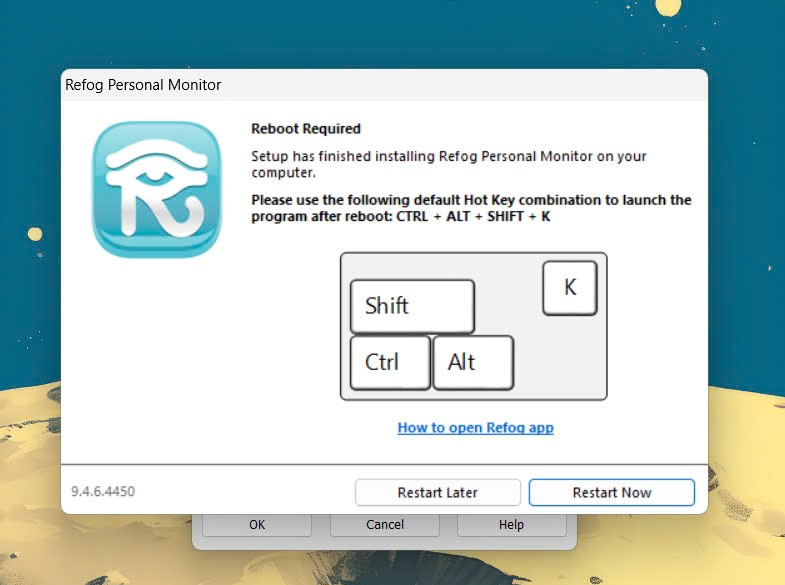 Refog Personal Monitor
Reboot Required
Setup has finished installing Refog Personal Monitor on your
computer.
Please use the following default Hot Key combination to launch the
program after reboot: CTRL + ALT + SHIFT + K
K
Shift
Ctrl Alt
How to open Refog app
9.4.6.4450 Restart Later Restart Now
OK Cancel Help